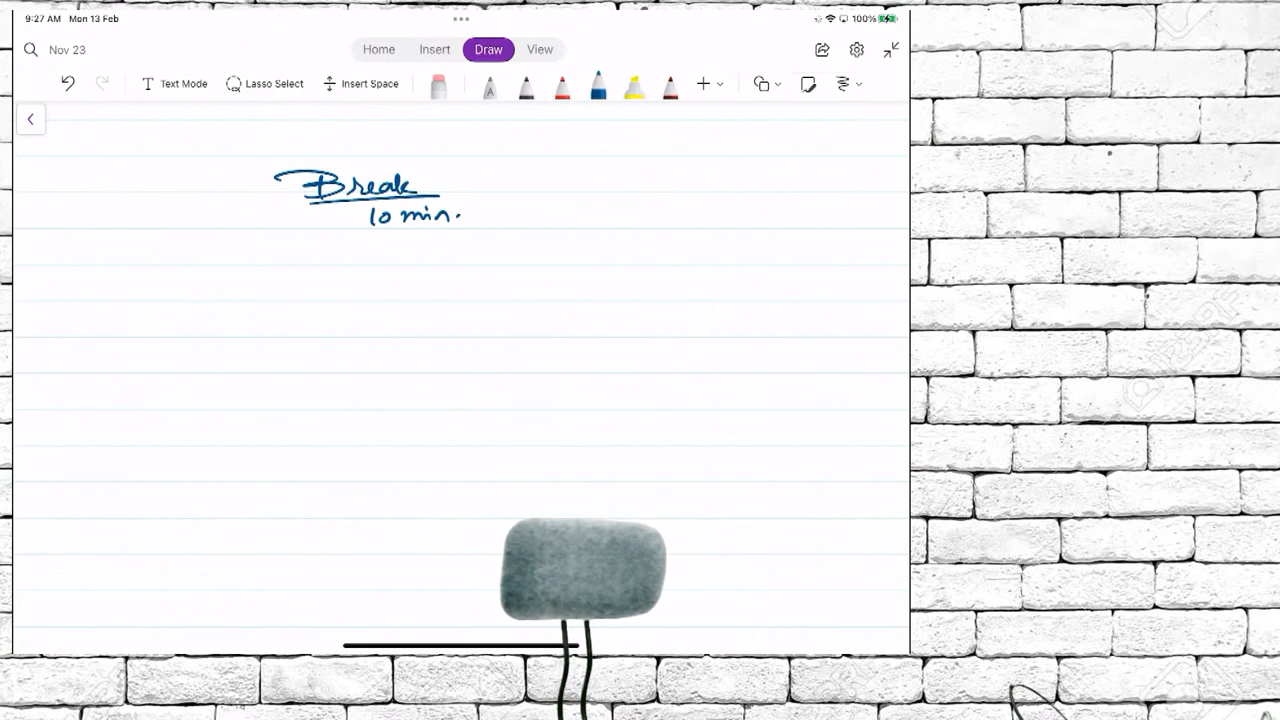 9:27 AM Mon 13 Feb
100%
Nov 23
Home Insert Draw View
Text Mode Lasso Select Insert Space
A
Break
10 min.
123RF